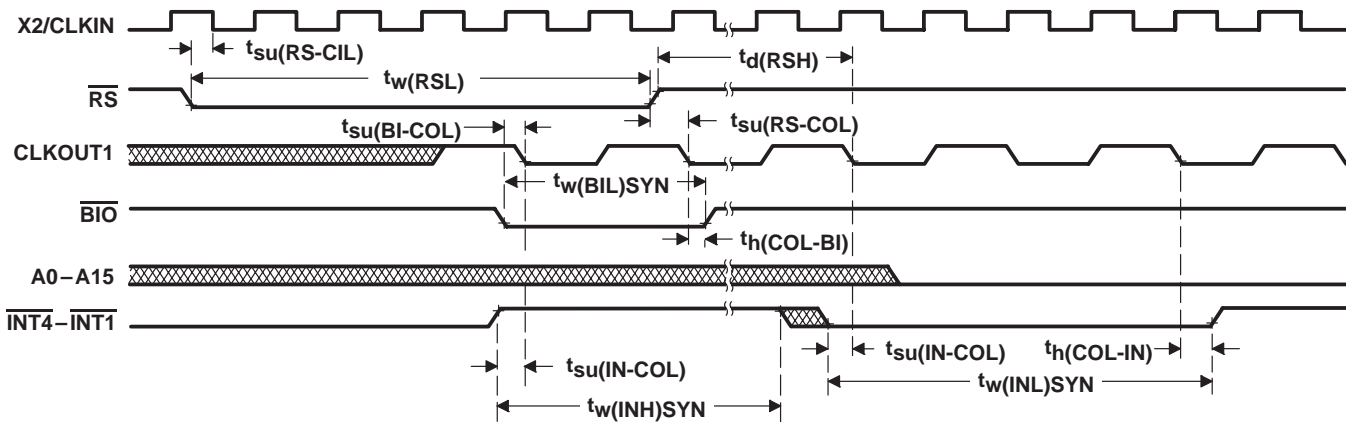 X2/CLKIN
tsu(RS-CIL)
td(RSH)
tw(RSL)
RS
tsu(BI-COL)
tsu(RS-COL)
CLKOUT1
tw(BIL)SYN
BIO
th(COL-BI)
A0–A15
INT4–INT1
tsu(IN-COL)
tsu(IN-COL)
th(COL-IN)
tw(INL)SYN
tw(INH)SYN